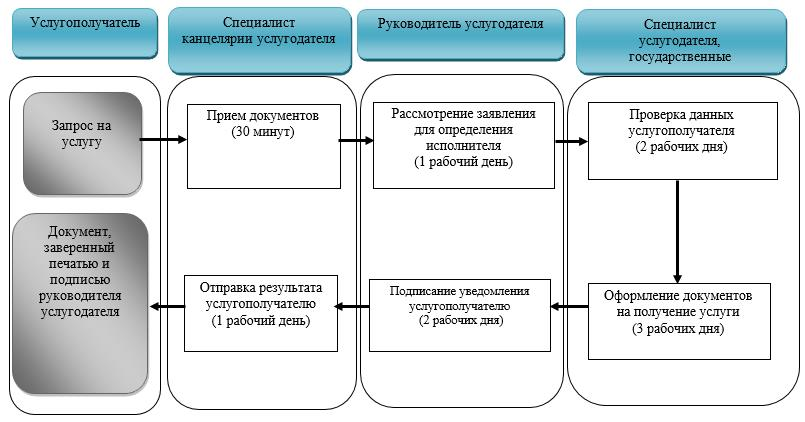 Услугополучатель
Специалист
канцелярии услугодателя
Руководитель услугодателя
Специалист
услугодателя,
государственные
Запрос на
услугу
Прием документов
(30 минут)
Рассмотрение заявления
для определения
исполнителя
(1 рабочий день)
Проверка данных
услугополучателя
(2 рабочих дня)
Документ,
заверенный
печатью и
подписью
руководителя
услугодателя
Отправка результата
услугополучателю
(1 рабочий день)
Подписание уведомления
услугополучателю
(2 рабочих дня)
Оформление документов
на получение услуги
(3 рабочих дня)